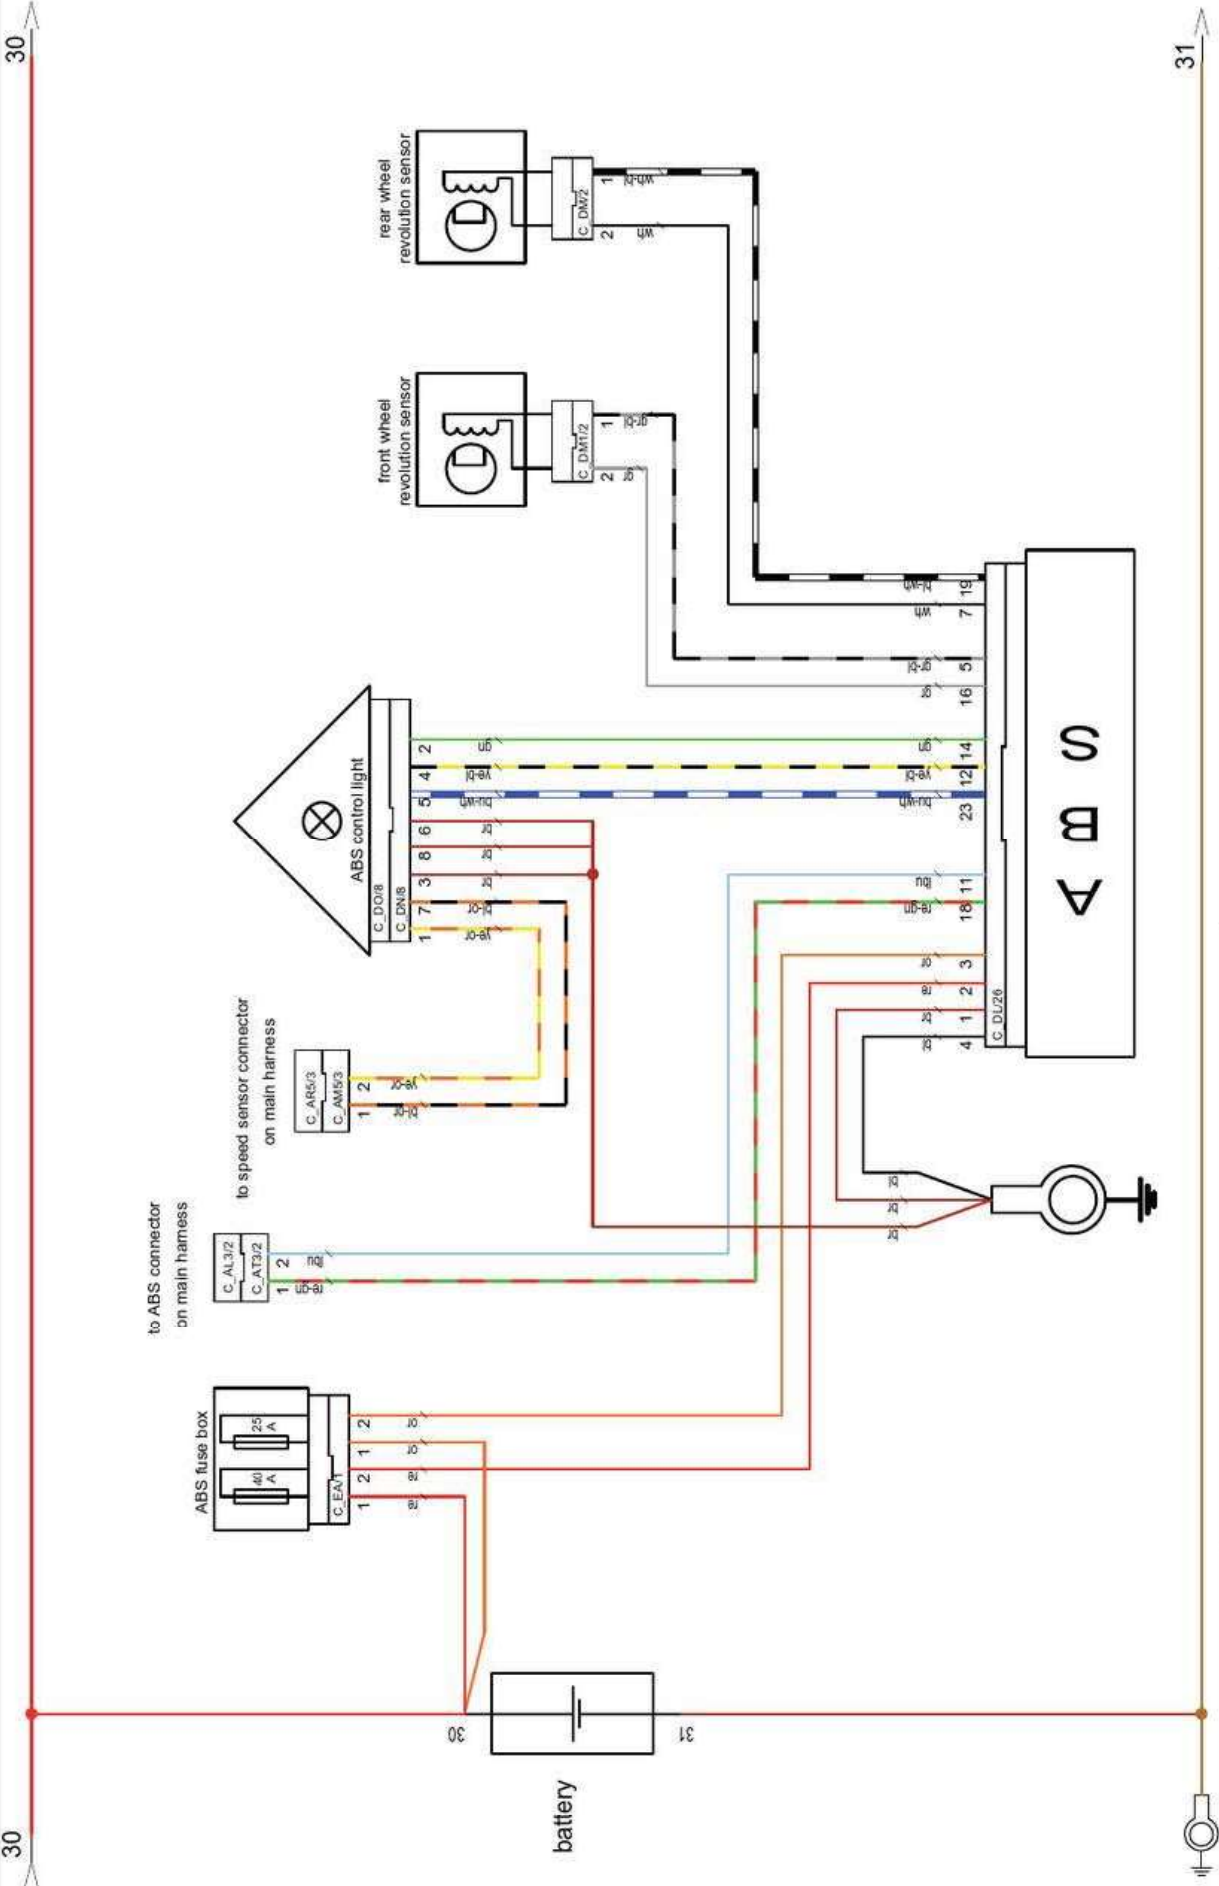 30
31
rear wheel
revolution sensor
C_DM/2
1
2
wh-bl
wh
front wheel
revolution sensor
C_DM1/2
1
2
gr-bl
gr
ABS control light
C_DO/8
C_DN/8
2
4
5
6
8
3
7
1
gn
ye-bl
bu-wh
br
br
br
bl-or
ye-or
to speed sensor connector
on main harness
C_AR5/3
C_AM5/3
2
1
ye-or
bl-or
to ABS connector
on main harness
C_AL3/2
C_AT3/2
2
1
lbu
re-gn
ABS fuse box
25
A
40
A
C_EA/1
2
1
2
1
or
or
re
re
bl-wh
wh
gr-bl
gr
gn
ye-bl
bu-wh
lbu
re-gn
or
re
br
bl
19
7
5
16
14
12
23
11
18
3
2
1
4
C_DL/26
A B S
bl
br
br
30
31
battery
30